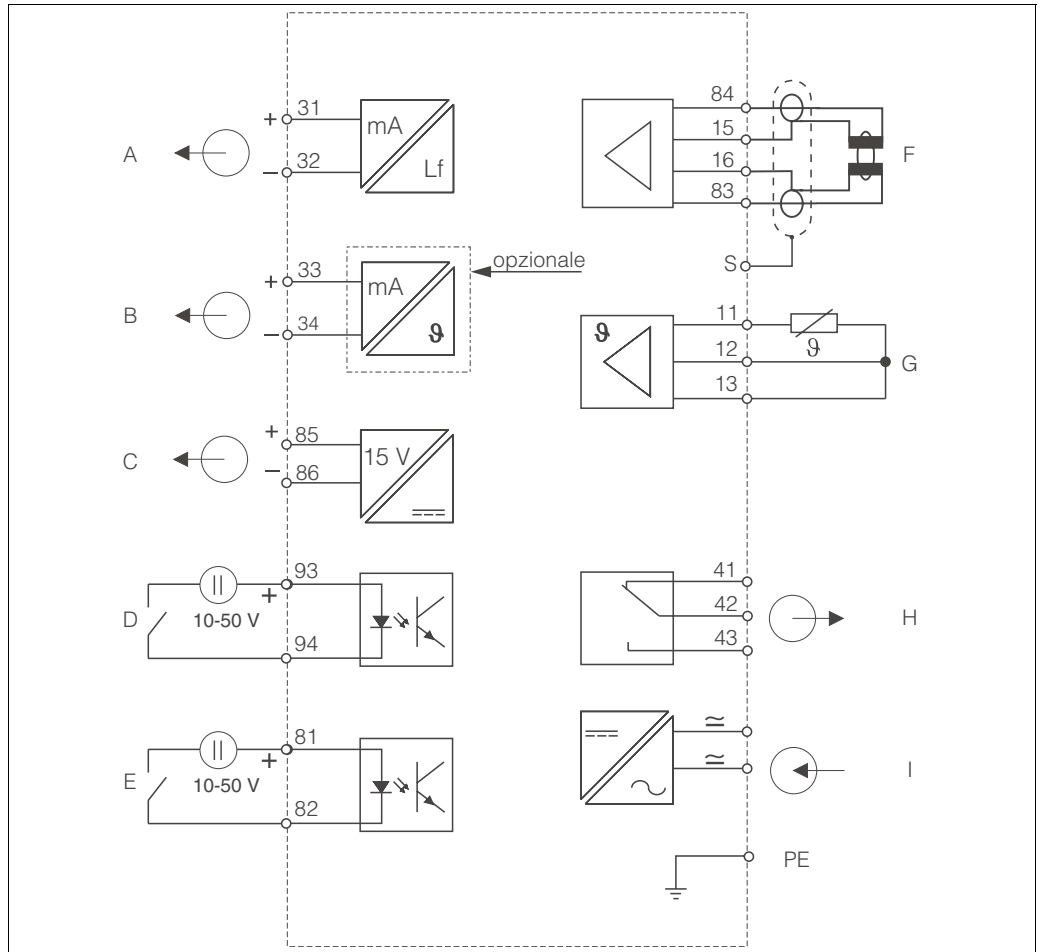 A
+ 31
− 32
mA
Lf
B
+ 33
− 34
mA
ϑ
opzionale
C
+ 85
− 86
15 V
D
10-50 V
+ 93
94
E
10-50 V
+ 81
82
84
15
16
83
S
F
ϑ
11
12
13
ϑ
G
41
42
43
H
≃
≃
I
PE